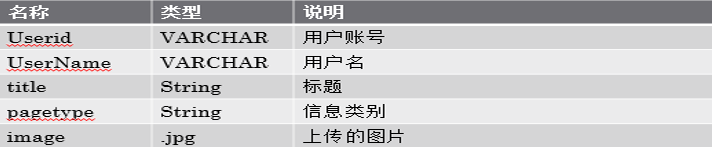 名称 类型 说明
Userid VARCHAR 用户账号
UserName VARCHAR 用户名
title String 标题
pagetype String 信息类别
image .jpg 上传的图片